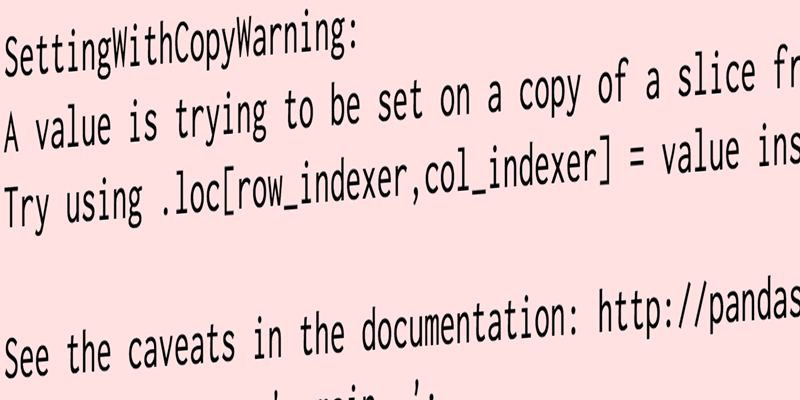 SettingWithCopyWarning:
A value is trying to be set on a copy of a slice fr
Try using .loc[row_indexer,col_indexer] = value ins
See the caveats in the documentation: http://pandas